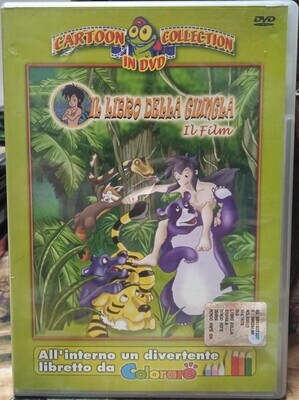 DVD
CARTOON COLLECTION
IN DVD
IL LIBRO DELLA GIUNGLA
Il Film
All'interno un divertente
libretto da Colorare